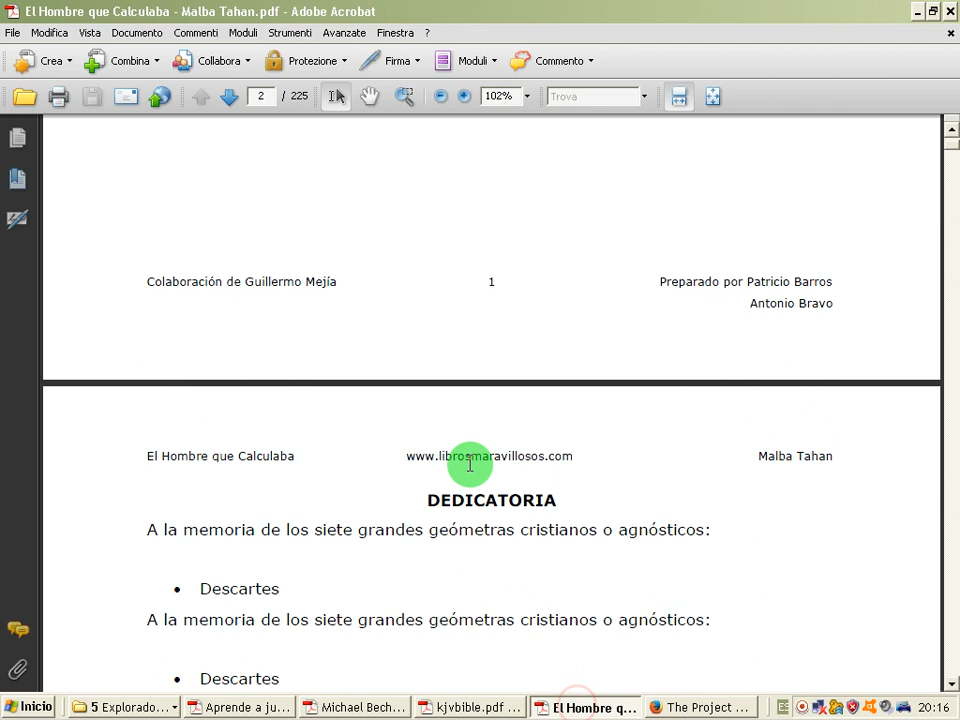 El Hombre que Calculaba - Malba Tahan.pdf - Adobe Acrobat
File Modifica Vista Documento Commenti Moduli Strumenti Avanzate Finestra ?
Crea Combina Collabora Protezione Firma Moduli Commento
2 / 225 102% Trova
Colaboración de Guillermo Mejía 1 Preparado por Patricio Barros
Antonio Bravo
El Hombre que Calculaba www.librosmaravillosos.com Malba Tahan
DEDICATORIA
A la memoria de los siete grandes geómetras cristianos o agnósticos:
• Descartes
A la memoria de los siete grandes geómetras cristianos o agnósticos:
• Descartes
Inicio 5 Explorado... Aprende a ju... Michael Bech... kjvbible.pdf ... El Hombre q... The Project ... ES 20:16